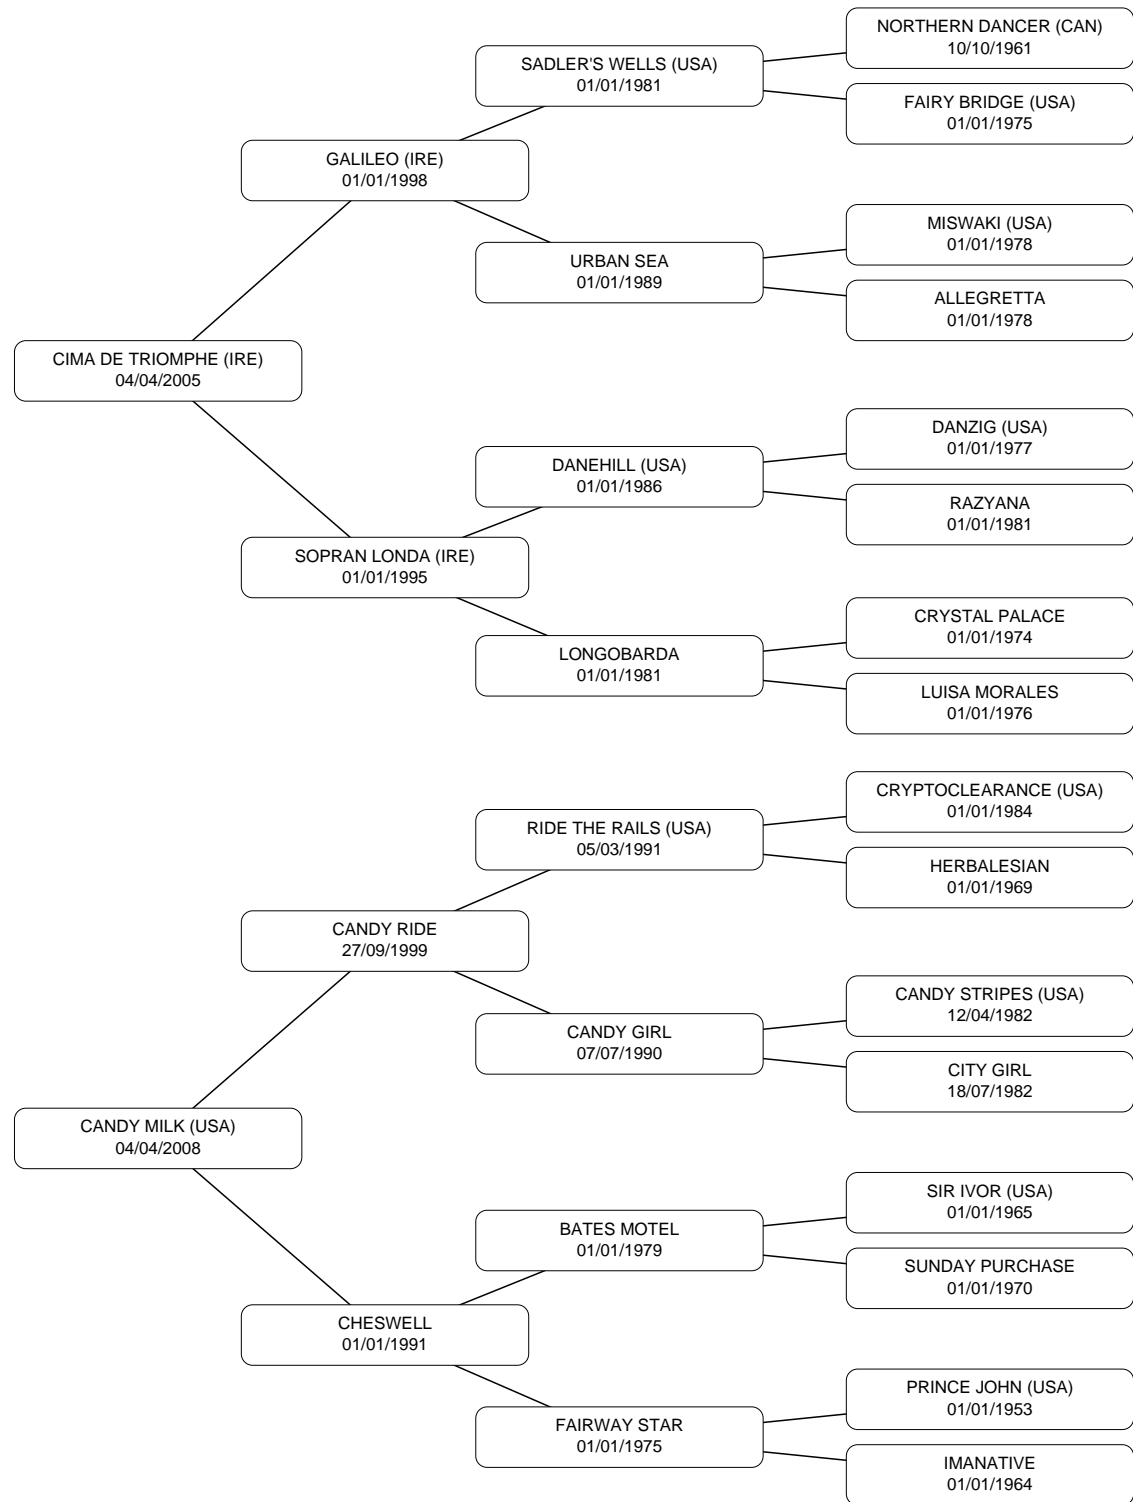 NORTHERN DANCER (CAN)
10/10/1961
SADLER'S WELLS (USA)
01/01/1981
FAIRY BRIDGE (USA)
01/01/1975
GALILEO (IRE)
01/01/1998
MISWAKI (USA)
01/01/1978
URBAN SEA
01/01/1989
ALLEGRETTA
01/01/1978
CIMA DE TRIOMPHE (IRE)
04/04/2005
DANZIG (USA)
01/01/1977
DANEHILL (USA)
01/01/1986
RAZYANA
01/01/1981
SOPRAN LONDA (IRE)
01/01/1995
CRYSTAL PALACE
01/01/1974
LONGOBARDA
01/01/1981
LUISA MORALES
01/01/1976
CRYPTOCLEARANCE (USA)
01/01/1984
RIDE THE RAILS (USA)
05/03/1991
HERBALESIAN
01/01/1969
CANDY RIDE
27/09/1999
CANDY STRIPES (USA)
12/04/1982
CANDY GIRL
07/07/1990
CITY GIRL
18/07/1982
CANDY MILK (USA)
04/04/2008
SIR IVOR (USA)
01/01/1965
BATES MOTEL
01/01/1979
SUNDAY PURCHASE
01/01/1970
CHESWELL
01/01/1991
PRINCE JOHN (USA)
01/01/1953
FAIRWAY STAR
01/01/1975
IMANATIVE
01/01/1964